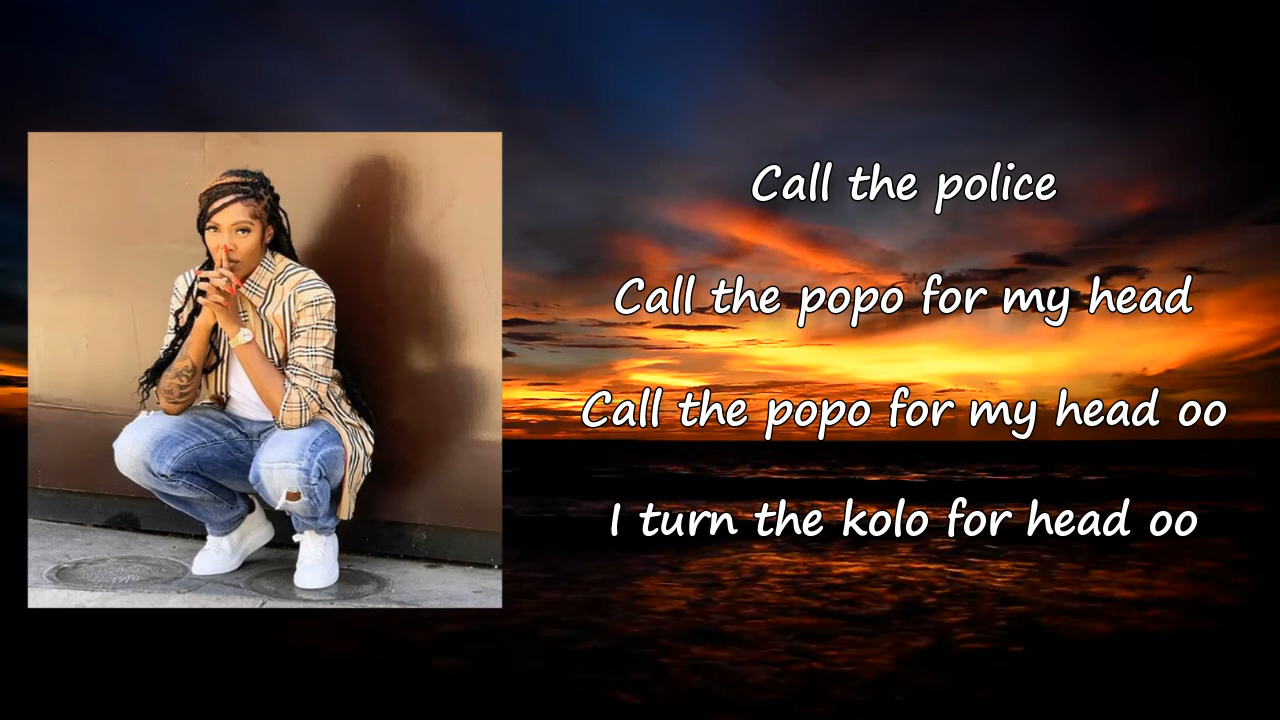 Call the police
Call the popo for my head
Call the popo for my head oo
I turn the kolo for head oo